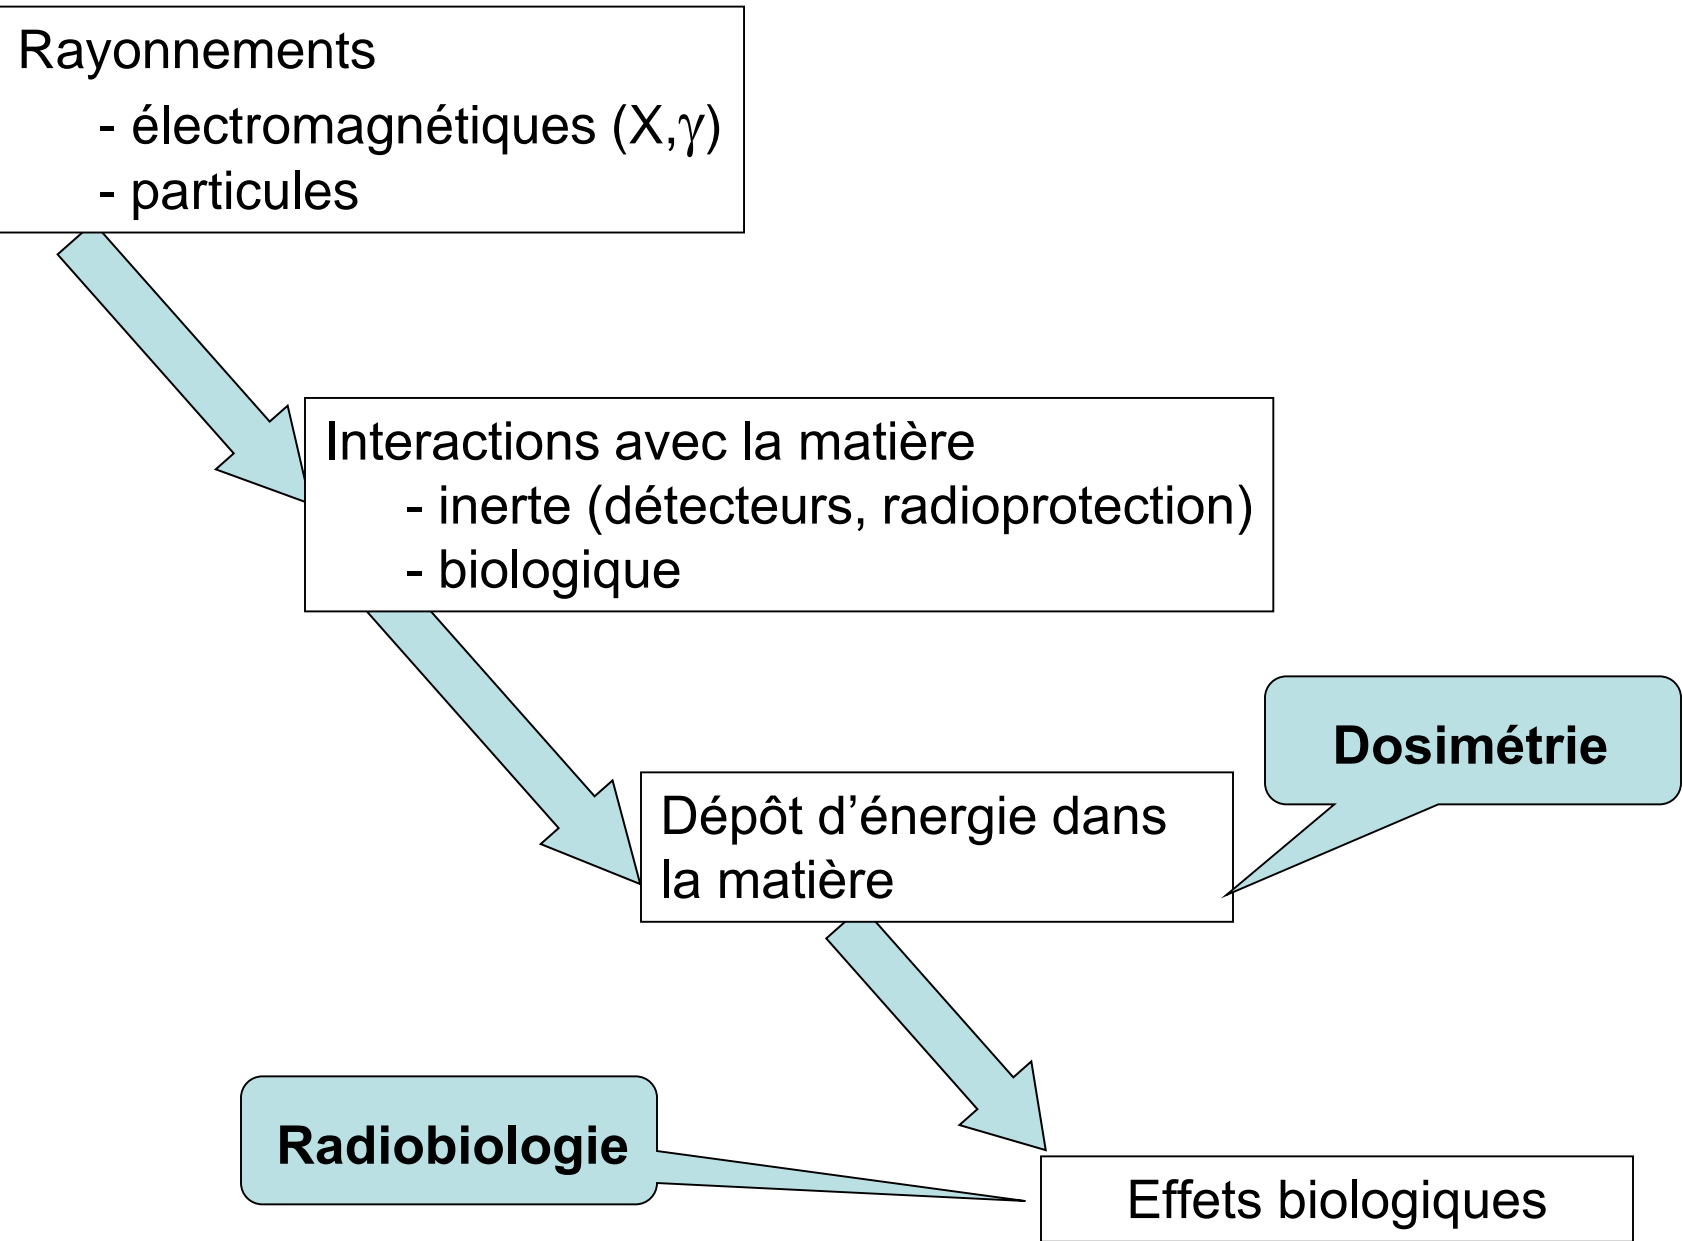 Rayonnements
- électromagnétiques (X,γ)
- particules
Interactions avec la matière
- inerte (détecteurs, radioprotection)
- biologique
Dosimétrie
Dépôt d’énergie dans
la matière
Radiobiologie
Effets biologiques